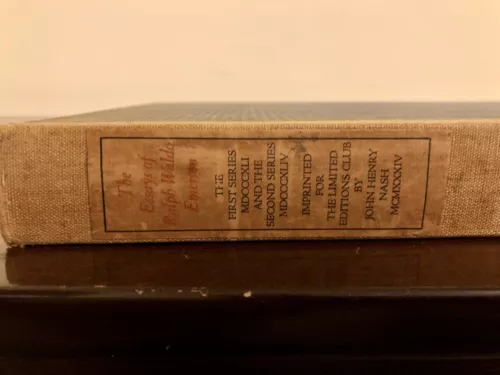 The
Essays of
Ralph Waldo
Emerson
THE
FIRST SERIES
MDCCCXLI
AND THE
SECOND SERIES
MDCCCXLIV
IMPRINTED
FOR
THE LIMITED
EDITIONS CLUB
BY
JOHN HENRY
NASH
MCMXXXIV